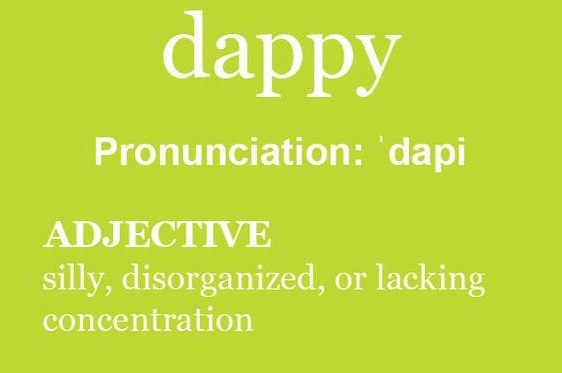 dappy
Pronunciation: ˈdapi
ADJECTIVE
silly, disorganized, or lacking
concentration